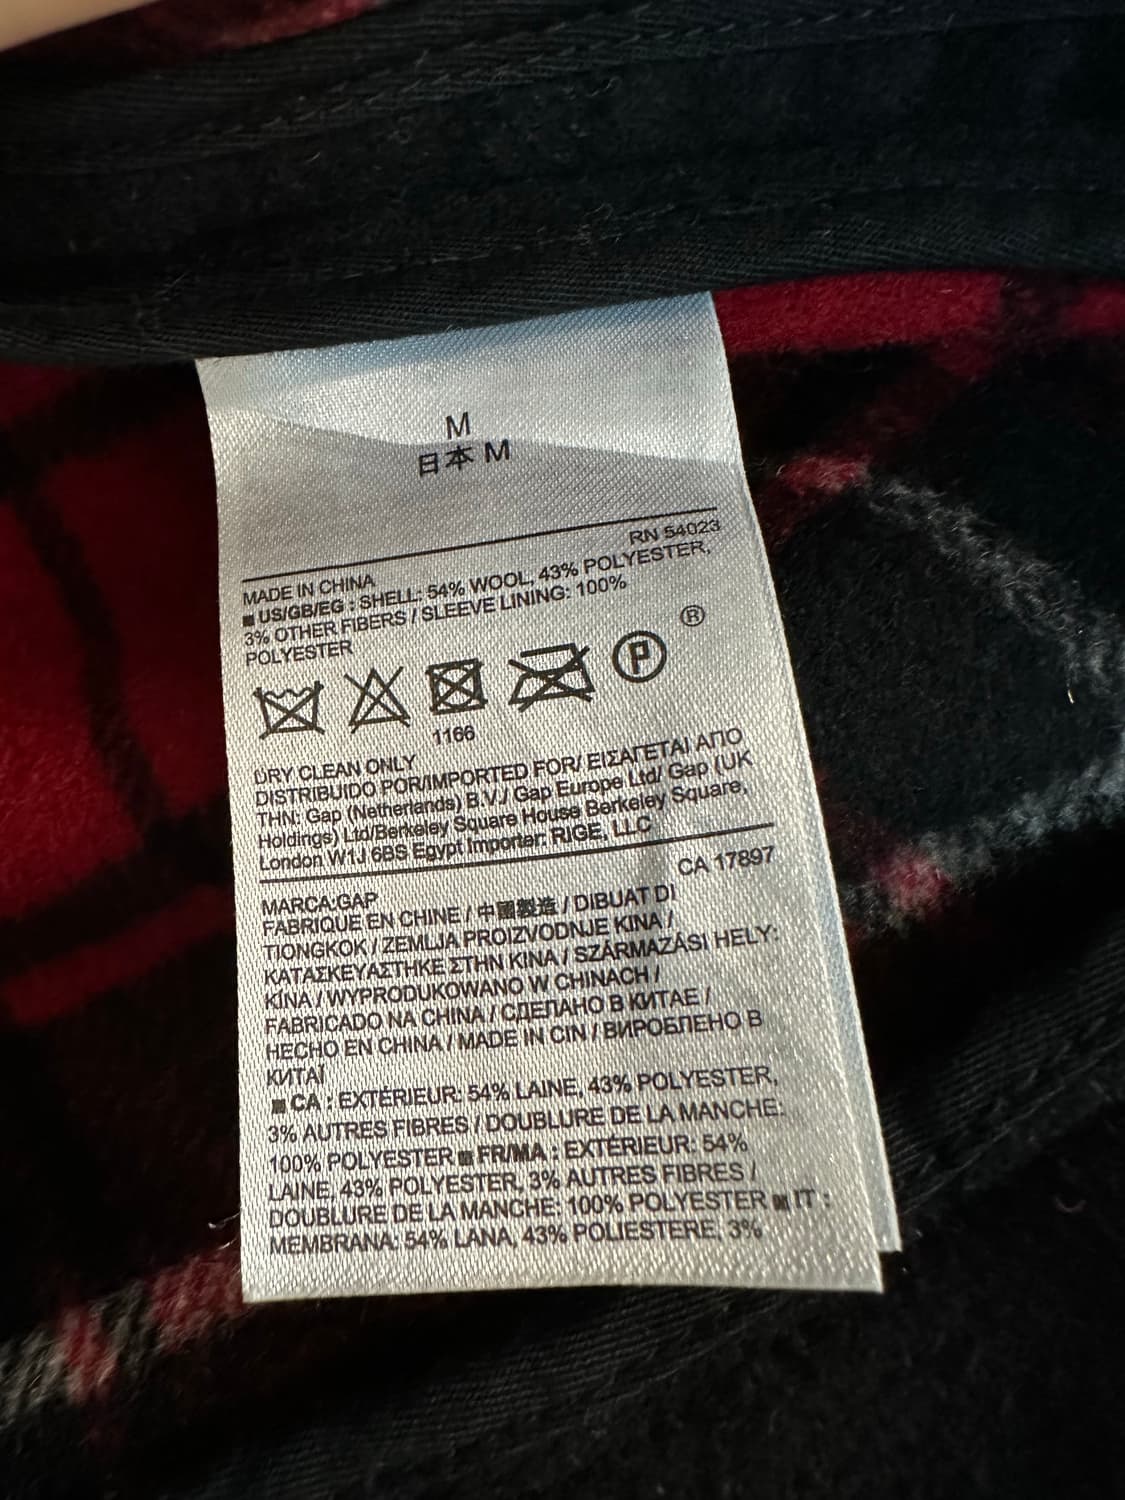 M
日本 M
RN 54023
MADE IN CHINA
■ US/GB/EG : SHELL: 54% WOOL, 43% POLYESTER,
3% OTHER FIBERS / SLEEVE LINING: 100%
POLYESTER
P ®
1166
DRY CLEAN ONLY
DISTRIBUIDO POR/IMPORTED FOR/ ΕΙΣΑΓΕΤΑΙ ΑΠΟ
ΤΗΝ: Gap (Netherlands) B.V./ Gap Europe Ltd/ Gap (UK
Holdings) Ltd/Berkeley Square House Berkeley Square,
London W1J 6BS Egypt Importer: RIGE, LLC
CA 17897
MARCA:GAP
FABRIQUÉ EN CHINE / 中國製造 / DIBUAT DI
TIONGKOK / ZEMLJA PROIZVODNJE KINA /
ΚΑΤΑΣΚΕΥΑΣΤΗΚΕ ΣΤΗΝ ΚΙΝΑ / SZÁRMAZÁSI HELY:
KÍNA / WYPRODUKOWANO W CHINACH /
FABRICADO NA CHINA / СДЕЛАНО В КИТАЕ /
HECHO EN CHINA / MADE IN CIN / ВИРОБЛЕНО В
КИТАЇ
■ CA : EXTÉRIEUR: 54% LAINE, 43% POLYESTER,
3% AUTRES FIBRES / DOUBLURE DE LA MANCHE:
100% POLYESTER ■ FR/MA : EXTÉRIEUR: 54%
LAINE, 43% POLYESTER, 3% AUTRES FIBRES /
DOUBLURE DE LA MANCHE: 100% POLYESTER ■ IT :
MEMBRANA: 54% LANA, 43% POLIESTERE, 3%